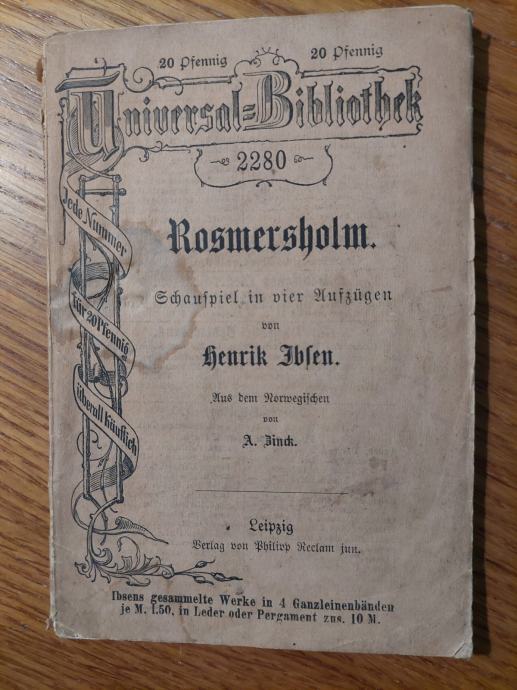 20 Pfennig 20 Pfennig
Universal-Bibliothek
2280
Jede Nummer
für 20 Pfennig
überall käuflich
Rosmersholm.
Schauspiel in vier Aufzügen
von
Henrik Ibsen.
Aus dem Norwegischen
von
A. Zinck.
Leipzig
Verlag von Philipp Reclam jun.
Ibsens gesammelte Werke in 4 Ganzleinenbänden
je M. 1.50, in Leder oder Pergament zus. 10 M.